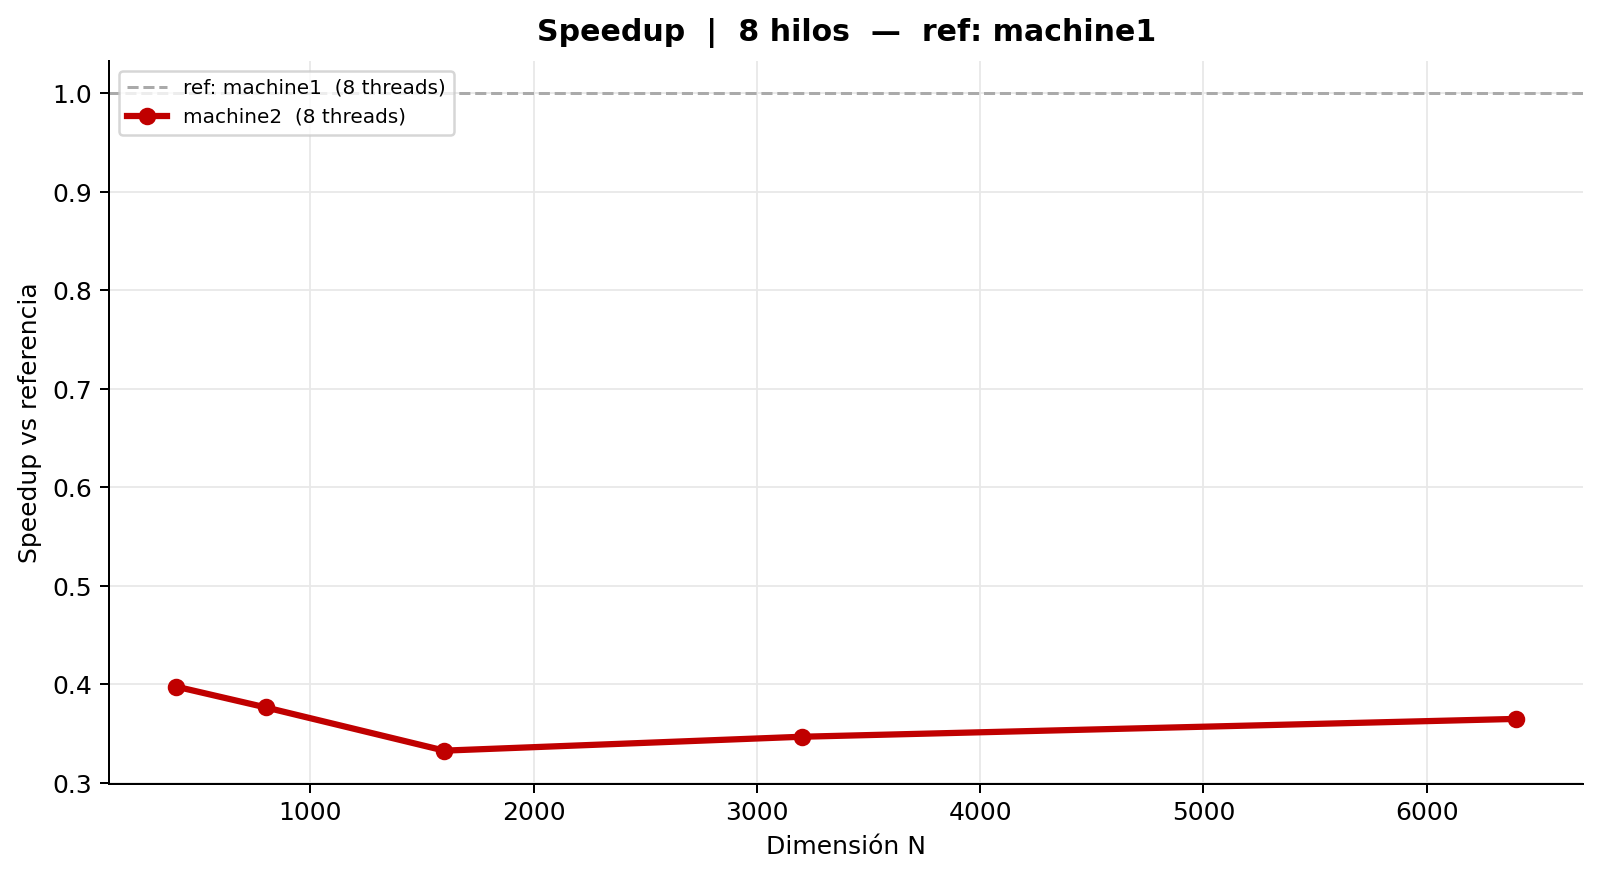 Speedup | 8 hilos — ref: machine1
ref: machine1 (8 threads)
machine2 (8 threads)
Speedup vs referencia
1.0
0.9
0.8
0.7
0.6
0.5
0.4
0.3
1000 2000 3000 4000 5000 6000
Dimensión N